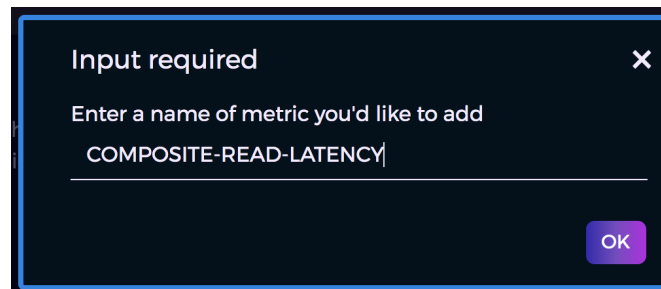 Input required
Enter a name of metric you'd like to add
COMPOSITE-READ-LATENCY
OK